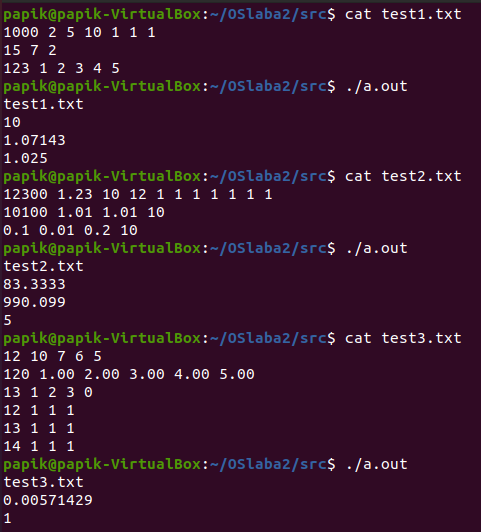 papik@papik-VirtualBox:~/OSlaba2/src$ cat test1.txt
1000 2 5 10 1 1 1
15 7 2
123 1 2 3 4 5
papik@papik-VirtualBox:~/OSlaba2/src$ ./a.out
test1.txt
10
1.07143
1.025
papik@papik-VirtualBox:~/OSlaba2/src$ cat test2.txt
12300 1.23 10 12 1 1 1 1 1 1 1
10100 1.01 1.01 10
0.1 0.01 0.2 10
papik@papik-VirtualBox:~/OSlaba2/src$ ./a.out
test2.txt
83.3333
990.099
5
papik@papik-VirtualBox:~/OSlaba2/src$ cat test3.txt
12 10 7 6 5
120 1.00 2.00 3.00 4.00 5.00
13 1 2 3 0
12 1 1 1
13 1 1 1
14 1 1 1
papik@papik-VirtualBox:~/OSlaba2/src$ ./a.out
test3.txt
0.00571429
1